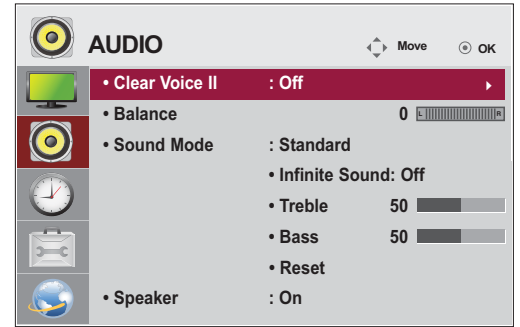 AUDIO Move OK
• Clear Voice II : Off
• Balance 0 L R
• Sound Mode : Standard
• Infinite Sound: Off
• Treble 50
• Bass 50
• Reset
• Speaker : On